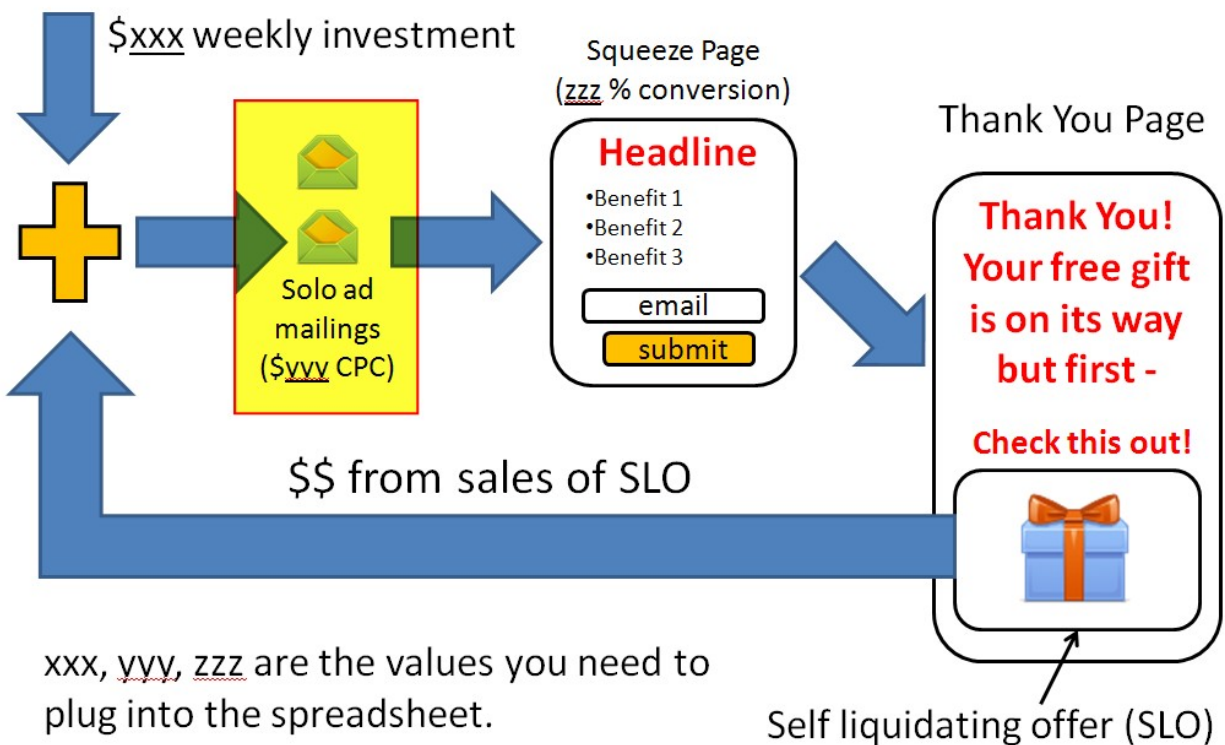 $xxx weekly investment
Squeeze Page
(zzz % conversion)
Thank You Page
Solo ad
mailings
($yyy CPC)
Headline
•Benefit 1
•Benefit 2
•Benefit 3
email
submit
Thank You!
Your free gift
is on its way
but first -
Check this out!
$$ from sales of SLO
xxx, yyy, zzz are the values you need to
plug into the spreadsheet.
Self liquidating offer (SLO)